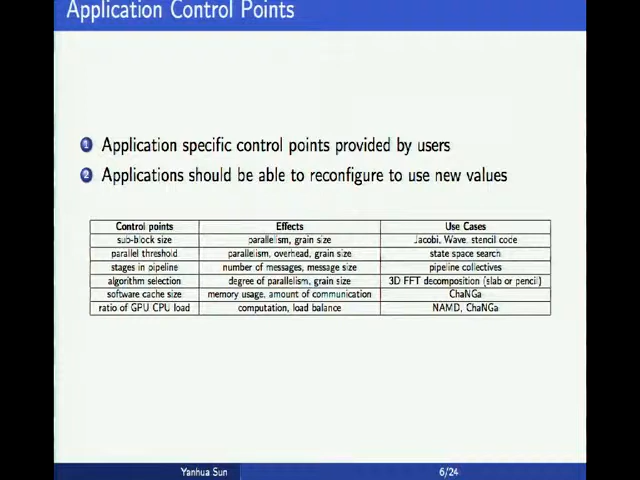 Application Control Points
1 Application specific control points provided by users
2 Applications should be able to reconfigure to use new values
Control points Effects Use Cases
sub-block size parallelism, grain size Jacobi, Wave, stencil code
parallel threshold parallelism, overhead, grain size state space search
stages in pipeline number of messages, message size pipeline collectives
algorithm selection degree of parallelism, grain size 3D FFT decomposition (slab or pencil)
software cache size memory usage, amount of communication ChaNGa
ratio of GPU CPU load computation, load balance NAMD, ChaNGa
Yanhua Sun 6/24